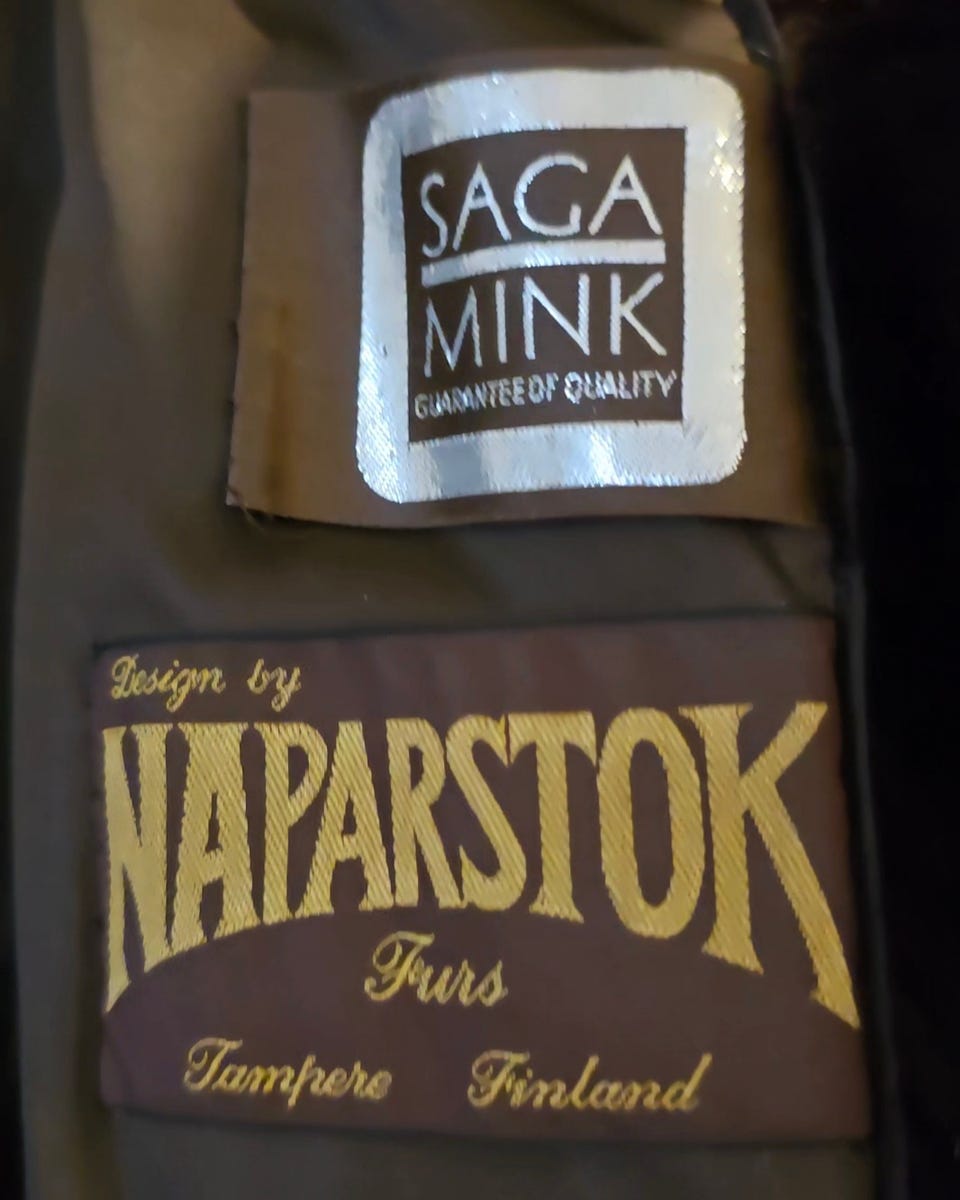 SAGA
MINK
GUARANTEE OF QUALITY
Design by
NAPARSTOK
Furs
Tampere Finland